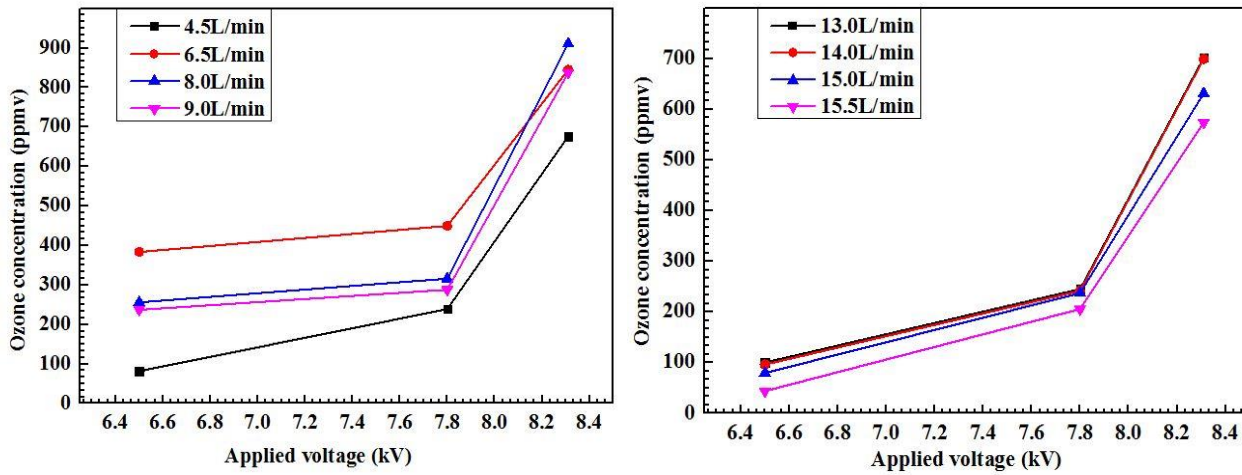 4.5L/min
6.5L/min
8.0L/min
9.0L/min
Ozone concentration (ppmv)
900
800
700
600
500
400
300
200
100
0
6.4 6.6 6.8 7.0 7.2 7.4 7.6 7.8 8.0 8.2 8.4
Applied voltage (kV)
13.0L/min
14.0L/min
15.0L/min
15.5L/min
Ozone concentration (ppmv)
700
600
500
400
300
200
100
0
6.4 6.6 6.8 7.0 7.2 7.4 7.6 7.8 8.0 8.2 8.4
Applied voltage (kV)